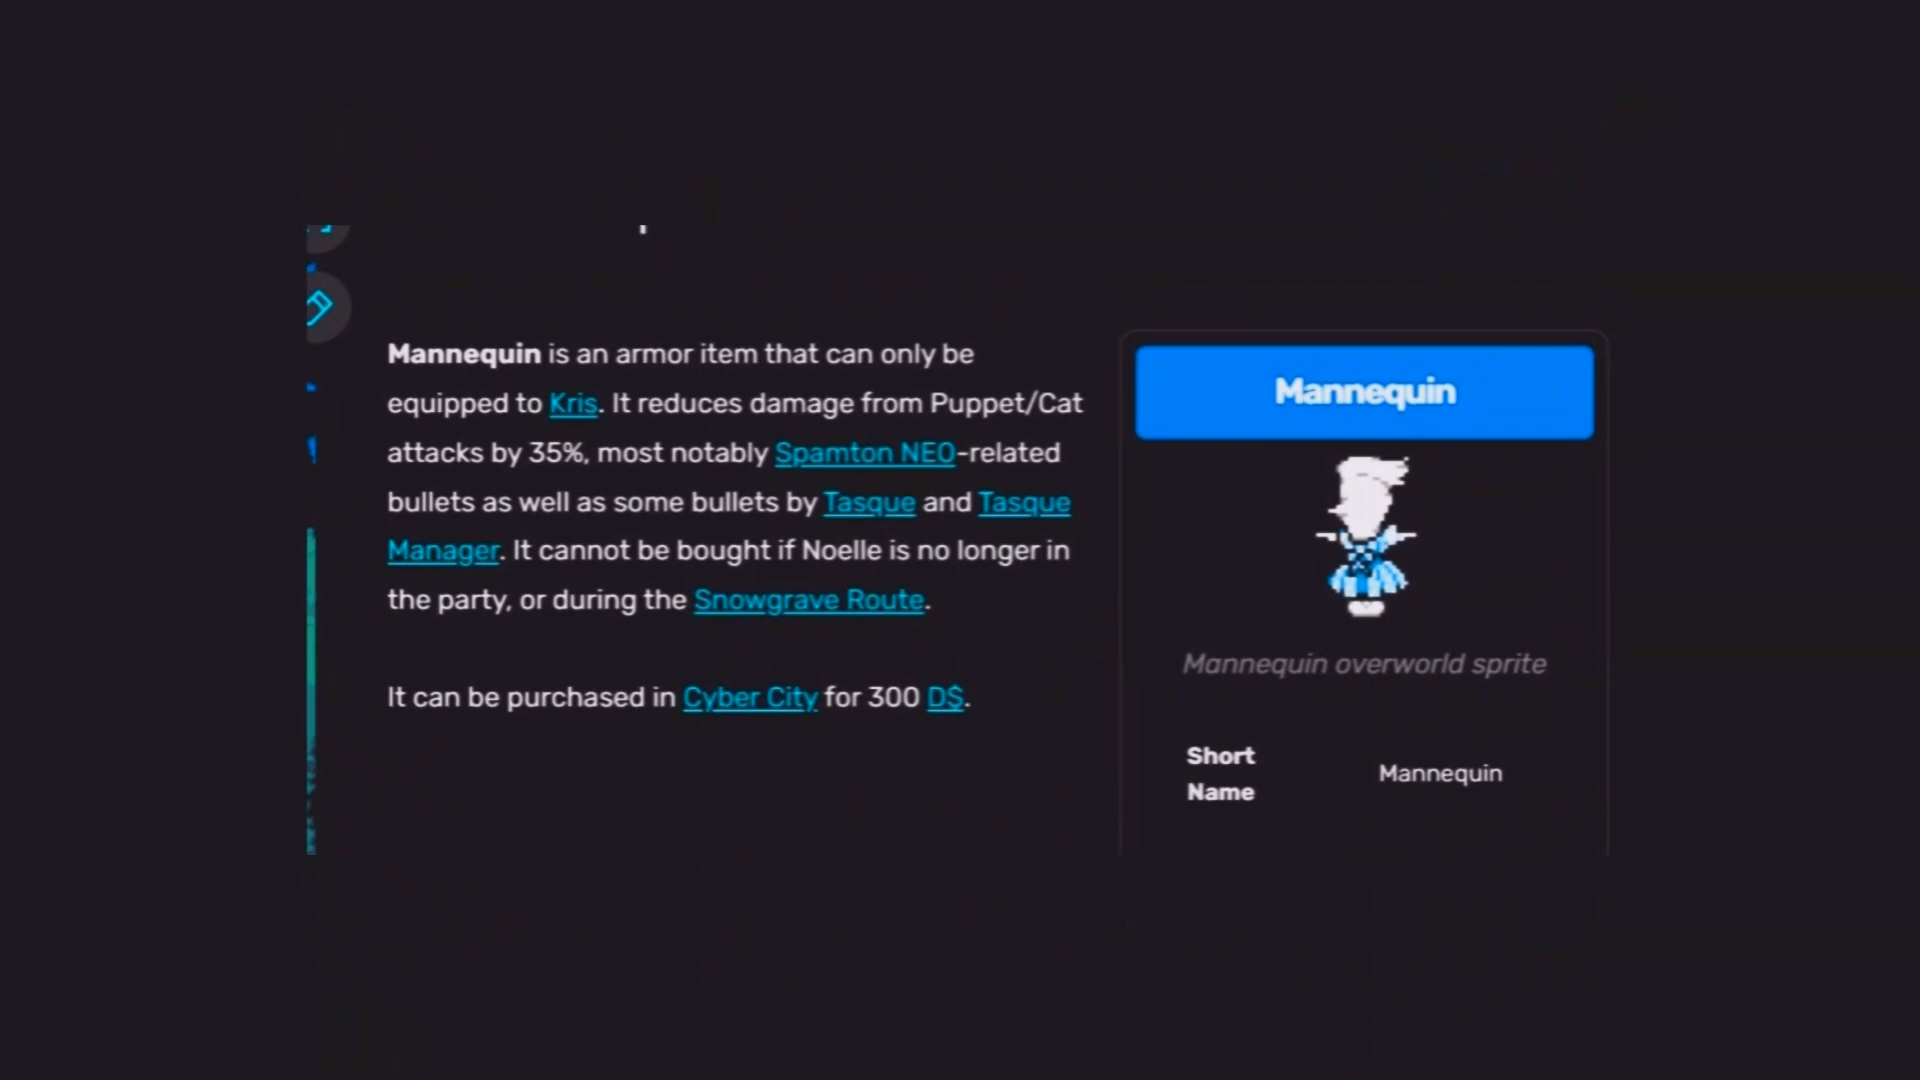 Mannequin is an armor item that can only be
equipped to Kris. It reduces damage from Puppet/Cat
attacks by 35%, most notably Spamton NEO-related
bullets as well as some bullets by Tasque and Tasque
Manager. It cannot be bought if Noelle is no longer in
the party, or during the Snowgrave Route.
It can be purchased in Cyber City for 300 D$.
Mannequin
Mannequin overworld sprite
Short
Name
Mannequin